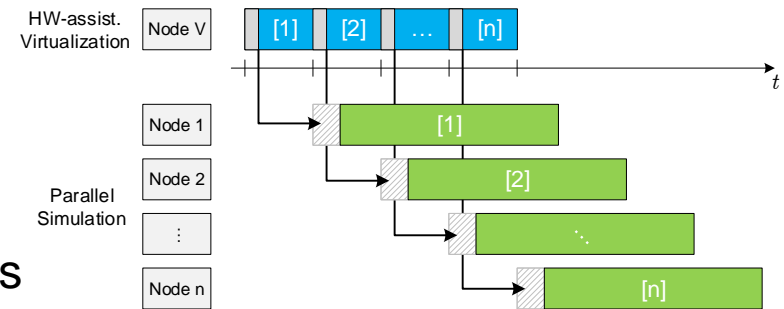 HW-assist.
Virtualization
Node V
[1] [2] … [n]
t
Node 1
[1]
Parallel
Simulation
Node 2
[2]
⋮
⋱
s
Node n
[n]